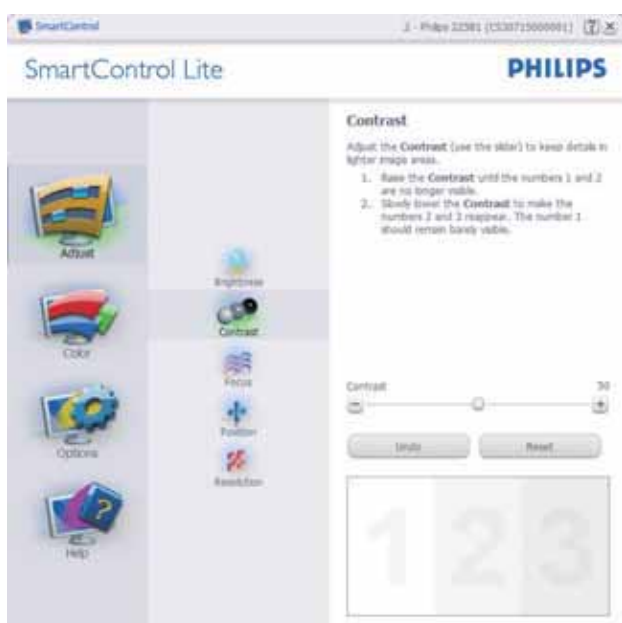 SmartControl
SmartControl Lite
PHILIPS
Adjust
Color
Options
Help
Brightness
Contrast
Focus
Position
Resolution
Contrast
Adjust the Contrast (use the slider) to keep details in
lighter image areas.
1. Raise the Contrast until the numbers 1 and 2
are no longer visible.
2. Slowly lower the Contrast to make the
numbers 2 and 3 reappear. The number 1
should remain barely visible.
Contrast 50
Undo Reset
1 2 3